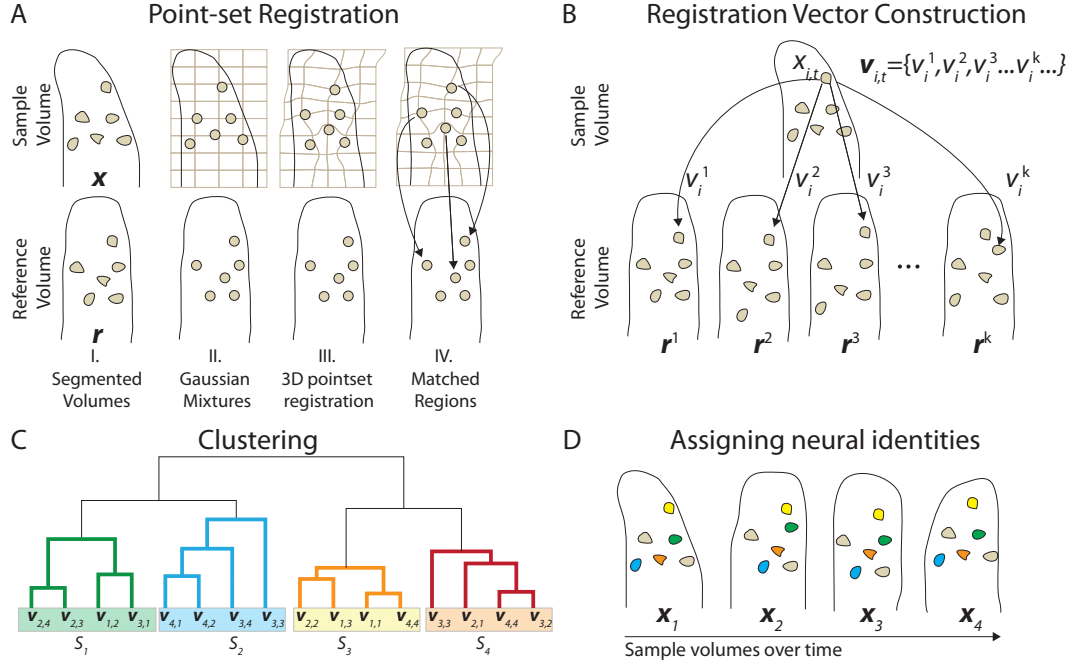 A Point-set Registration
Sample
Volume
x
Reference
Volume
r
I.
Segmented
Volumes
II.
Gaussian
Mixtures
III.
3D pointset
registration
IV.
Matched
Regions
B Registration Vector Construction
Sample
Volume
x_{i,t}
v_{i,t}={v_i^1,v_i^2,v_i^3...v_i^k...}
v_i^1 v_i^2 v_i^3 v_i^k
Reference
Volume
...
r^1 r^2 r^3 r^k
C Clustering
v_{2,4} v_{2,3} v_{1,2} v_{3,1} v_{4,1} v_{4,2} v_{3,4} v_{3,3} v_{2,2} v_{1,3} v_{1,1} v_{4,4} v_{3,3} v_{2,1} v_{4,4} v_{3,2}
S_1 S_2 S_3 S_4
D Assigning neural identities
x_1 x_2 x_3 x_4
Sample volumes over time